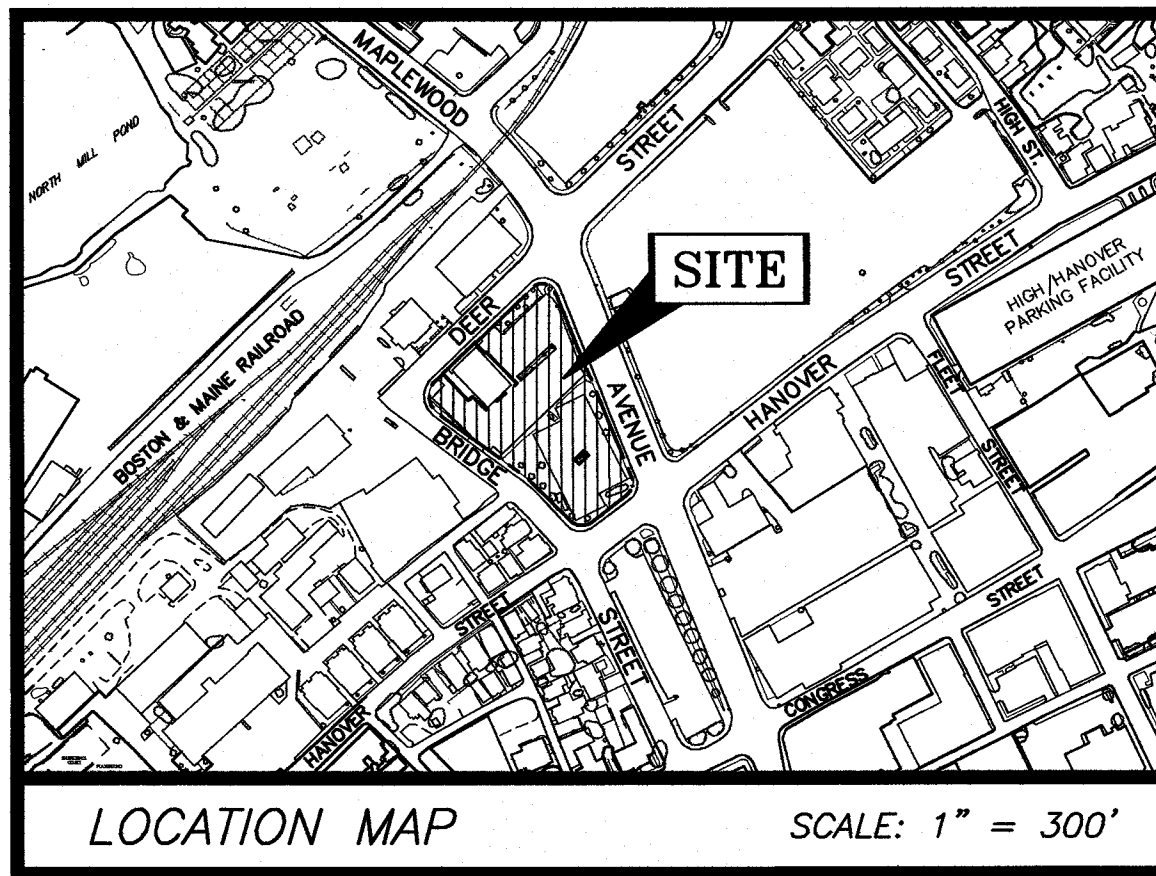 MAPLEWOOD
NORTH MILL POND
STREET
HIGH ST.
SITE
STREET
HIGH/HANOVER
PARKING FACILITY
DEER
BOSTON & MAINE RAILROAD
HANOVER
FLEET
AVENUE
BRIDGE
STREET
STREET
STREET
STREET
CONGRESS
HANOVER
LOCATION MAP
SCALE: 1" = 300'